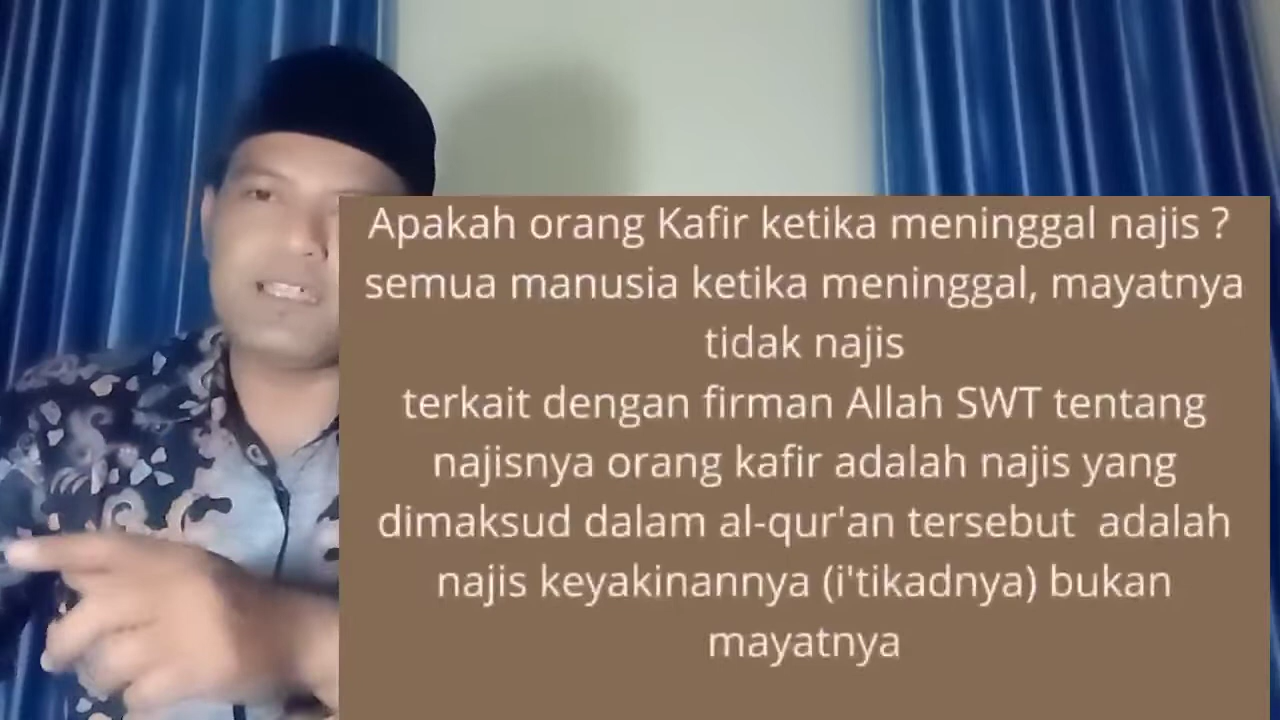 Apakah orang Kafir ketika meninggal najis ?
semua manusia ketika meninggal, mayatnya
tidak najis
terkait dengan firman Allah SWT tentang
najisnya orang kafir adalah najis yang
dimaksud dalam al-qur'an tersebut  adalah
najis keyakinannya (i'tikadnya) bukan
mayatnya